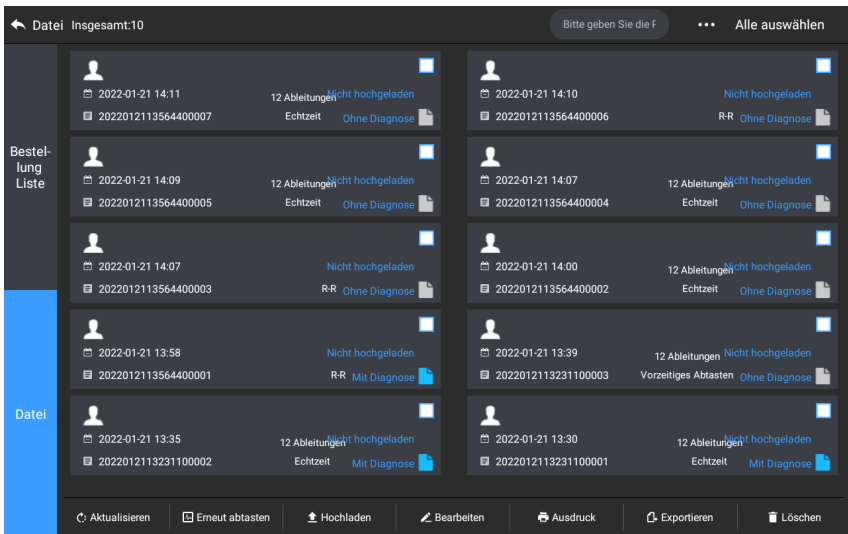 Datei Insgesamt:10
Bitte geben Sie die F
Alle auswählen
Bestel-
lung
Liste
Datei
2022-01-21 14:11 12 Ableitungen Nicht hochgeladen
2022012113564400007 Echtzeit Ohne Diagnose
2022-01-21 14:10 Nicht hochgeladen
2022012113564400006 R-R Ohne Diagnose
2022-01-21 14:09 12 Ableitungen Nicht hochgeladen
2022012113564400005 Echtzeit Ohne Diagnose
2022-01-21 14:07 12 Ableitungen Nicht hochgeladen
2022012113564400004 Echtzeit Ohne Diagnose
2022-01-21 14:07 Nicht hochgeladen
2022012113564400003 R-R Ohne Diagnose
2022-01-21 14:00 12 Ableitungen Nicht hochgeladen
2022012113564400002 Echtzeit Ohne Diagnose
2022-01-21 13:58 Nicht hochgeladen
2022012113564400001 R-R Mit Diagnose
2022-01-21 13:39 12 Ableitungen Nicht hochgeladen
2022012113231100003 Vorzeitiges Abtasten Ohne Diagnose
2022-01-21 13:35 12 Ableitungen Nicht hochgeladen
2022012113231100002 Echtzeit Mit Diagnose
2022-01-21 13:30 12 Ableitungen Nicht hochgeladen
2022012113231100001 Echtzeit Mit Diagnose
Aktualisieren Erneut abtasten Hochladen Bearbeiten Ausdruck Exportieren Löschen